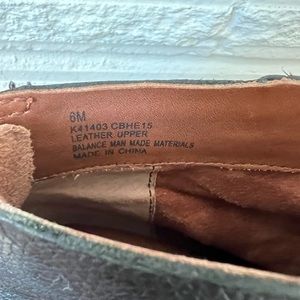 6M
K41403 CBHE15
LEATHER UPPER
BALANCE MAN MADE MATERIALS
MADE IN CHINA